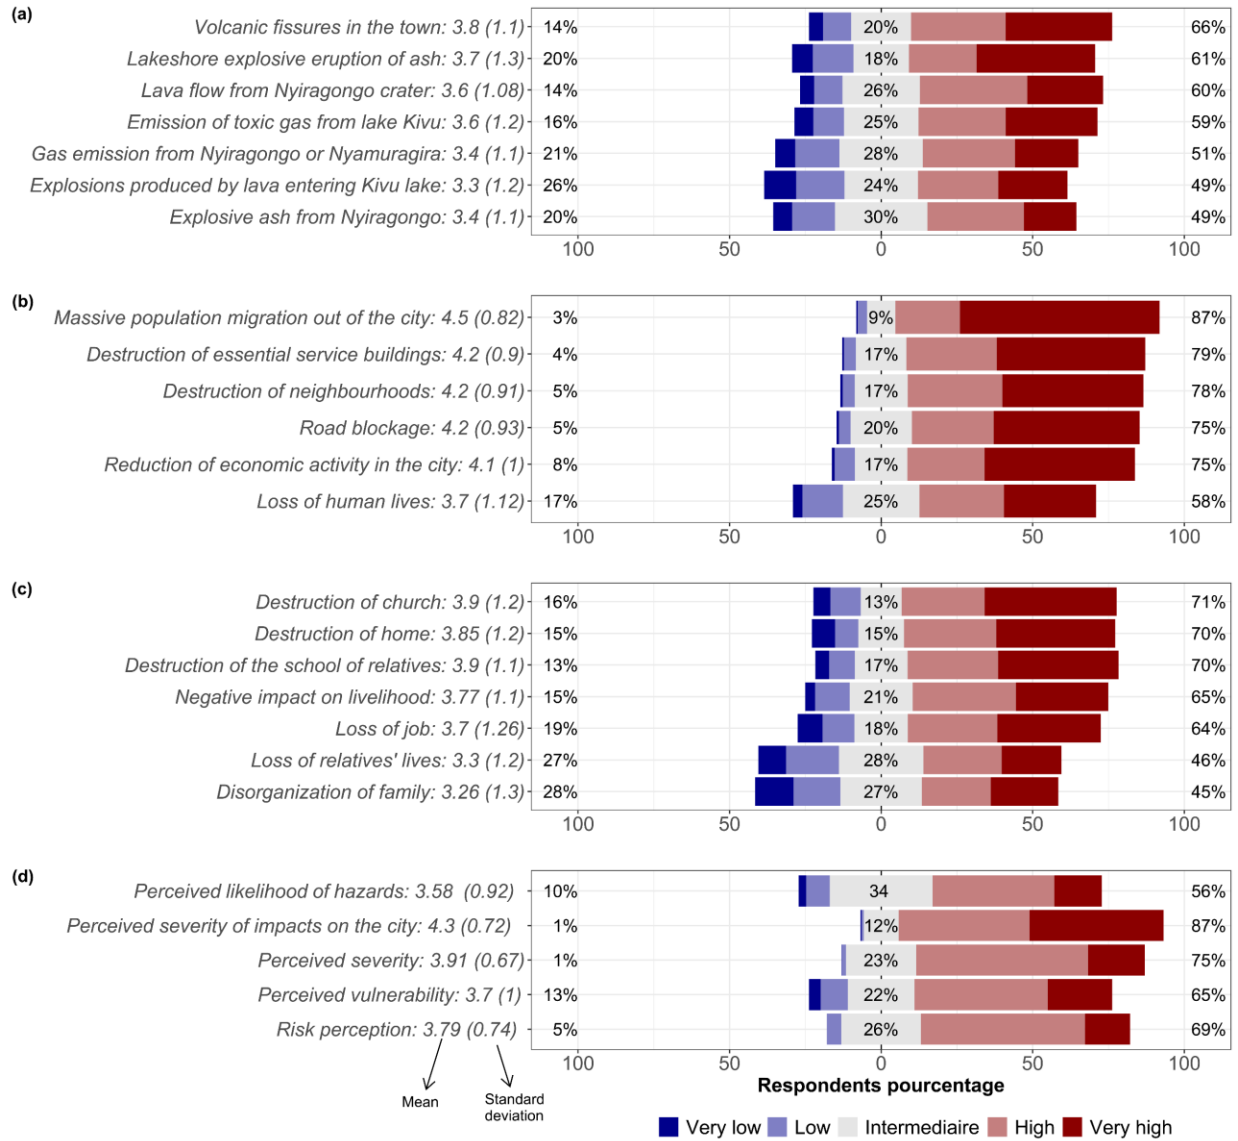 (a)
Volcanic fissures in the town: 3.8 (1.1) 14% 20% 66%
Lakeshore explosive eruption of ash: 3.7 (1.3) 20% 18% 61%
Lava flow from Nyiragongo crater: 3.6 (1.08) 14% 26% 60%
Emission of toxic gas from lake Kivu: 3.6 (1.2) 16% 25% 59%
Gas emission from Nyiragongo or Nyamuragira: 3.4 (1.1) 21% 28% 51%
Explosions produced by lava entering Kivu lake: 3.3 (1.2) 26% 24% 49%
Explosive ash from Nyiragongo: 3.4 (1.1) 20% 30% 49%
100 50 0 50 100
(b)
Massive population migration out of the city: 4.5 (0.82) 3% 9% 87%
Destruction of essential service buildings: 4.2 (0.9) 4% 17% 79%
Destruction of neighbourhoods: 4.2 (0.91) 5% 17% 78%
Road blockage: 4.2 (0.93) 5% 20% 75%
Reduction of economic activity in the city: 4.1 (1) 8% 17% 75%
Loss of human lives: 3.7 (1.12) 17% 25% 58%
100 50 0 50 100
(c)
Destruction of church: 3.9 (1.2) 16% 13% 71%
Destruction of home: 3.85 (1.2) 15% 15% 70%
Destruction of the school of relatives: 3.9 (1.1) 13% 17% 70%
Negative impact on livelihood: 3.77 (1.1) 15% 21% 65%
Loss of job: 3.7 (1.26) 19% 18% 64%
Loss of relatives' lives: 3.3 (1.2) 27% 28% 46%
Disorganization of family: 3.26 (1.3) 28% 27% 45%
100 50 0 50 100
(d)
Perceived likelihood of hazards: 3.58 (0.92) 10% 34 56%
Perceived severity of impacts on the city: 4.3 (0.72) 1% 12% 87%
Perceived severity: 3.91 (0.67) 1% 23% 75%
Perceived vulnerability: 3.7 (1) 13% 22% 65%
Risk perception: 3.79 (0.74) 5% 26% 69%
100 50 0 50 100
Mean
Standard
deviation
Respondents pourcentage
Very low Low Intermediaire High Very high